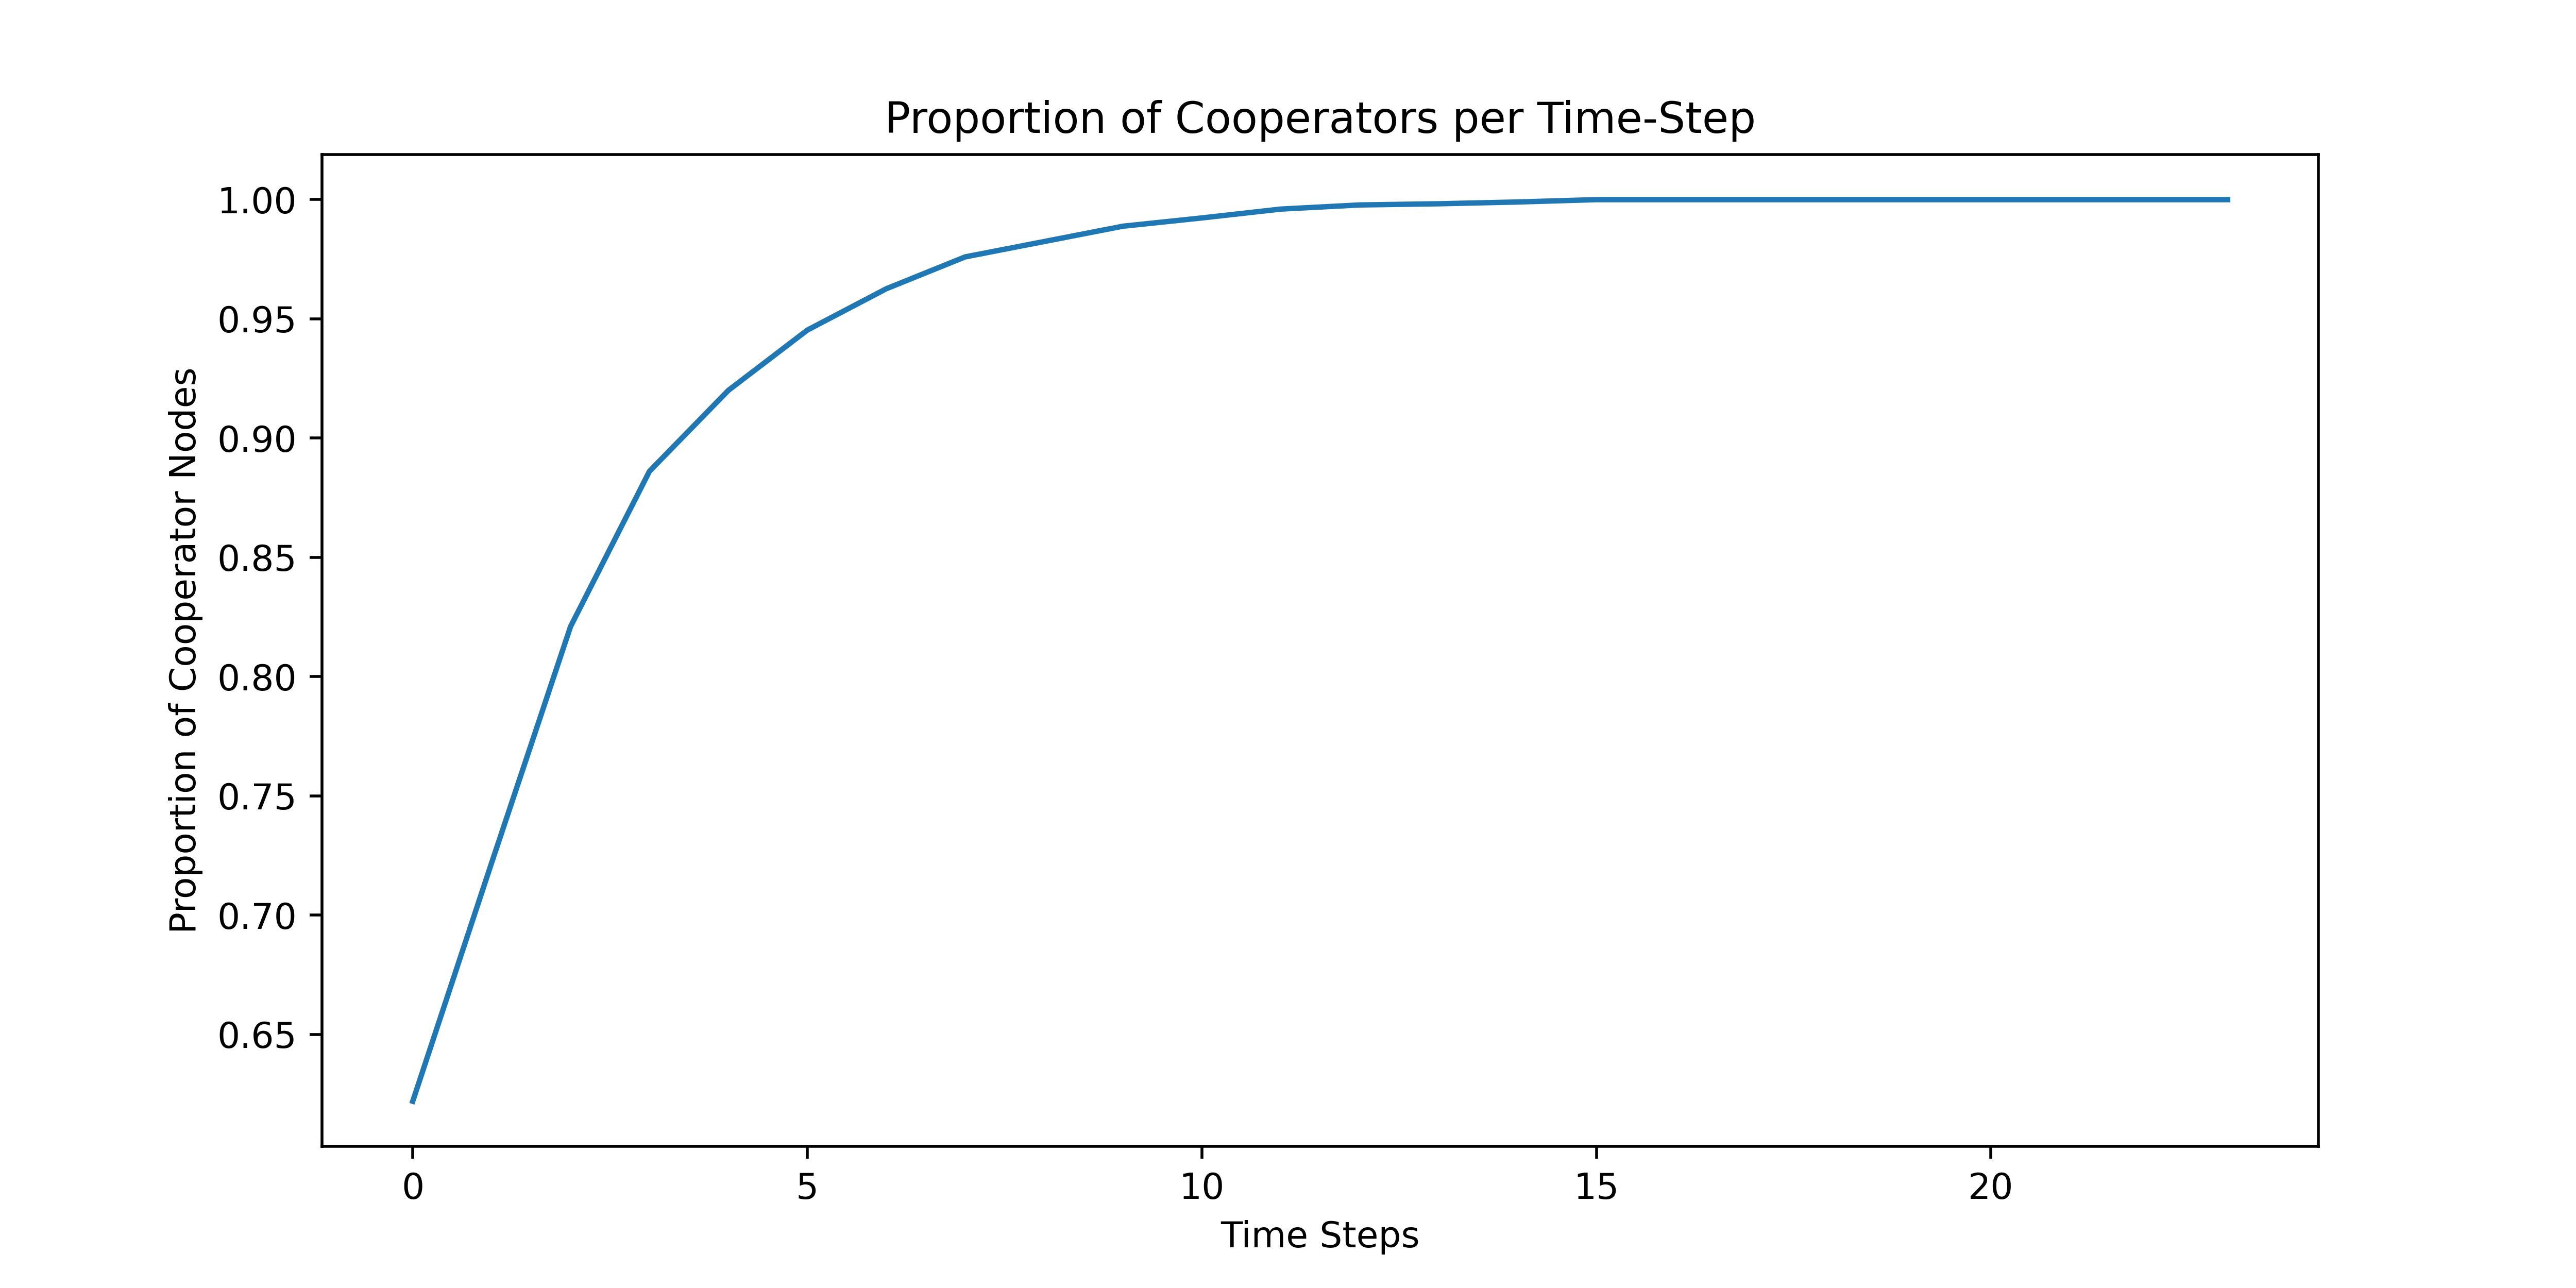 Proportion of Cooperators per Time-Step
Proportion of Cooperator Nodes
1.00
0.95
0.90
0.85
0.80
0.75
0.70
0.65
0 5 10 15 20
Time Steps